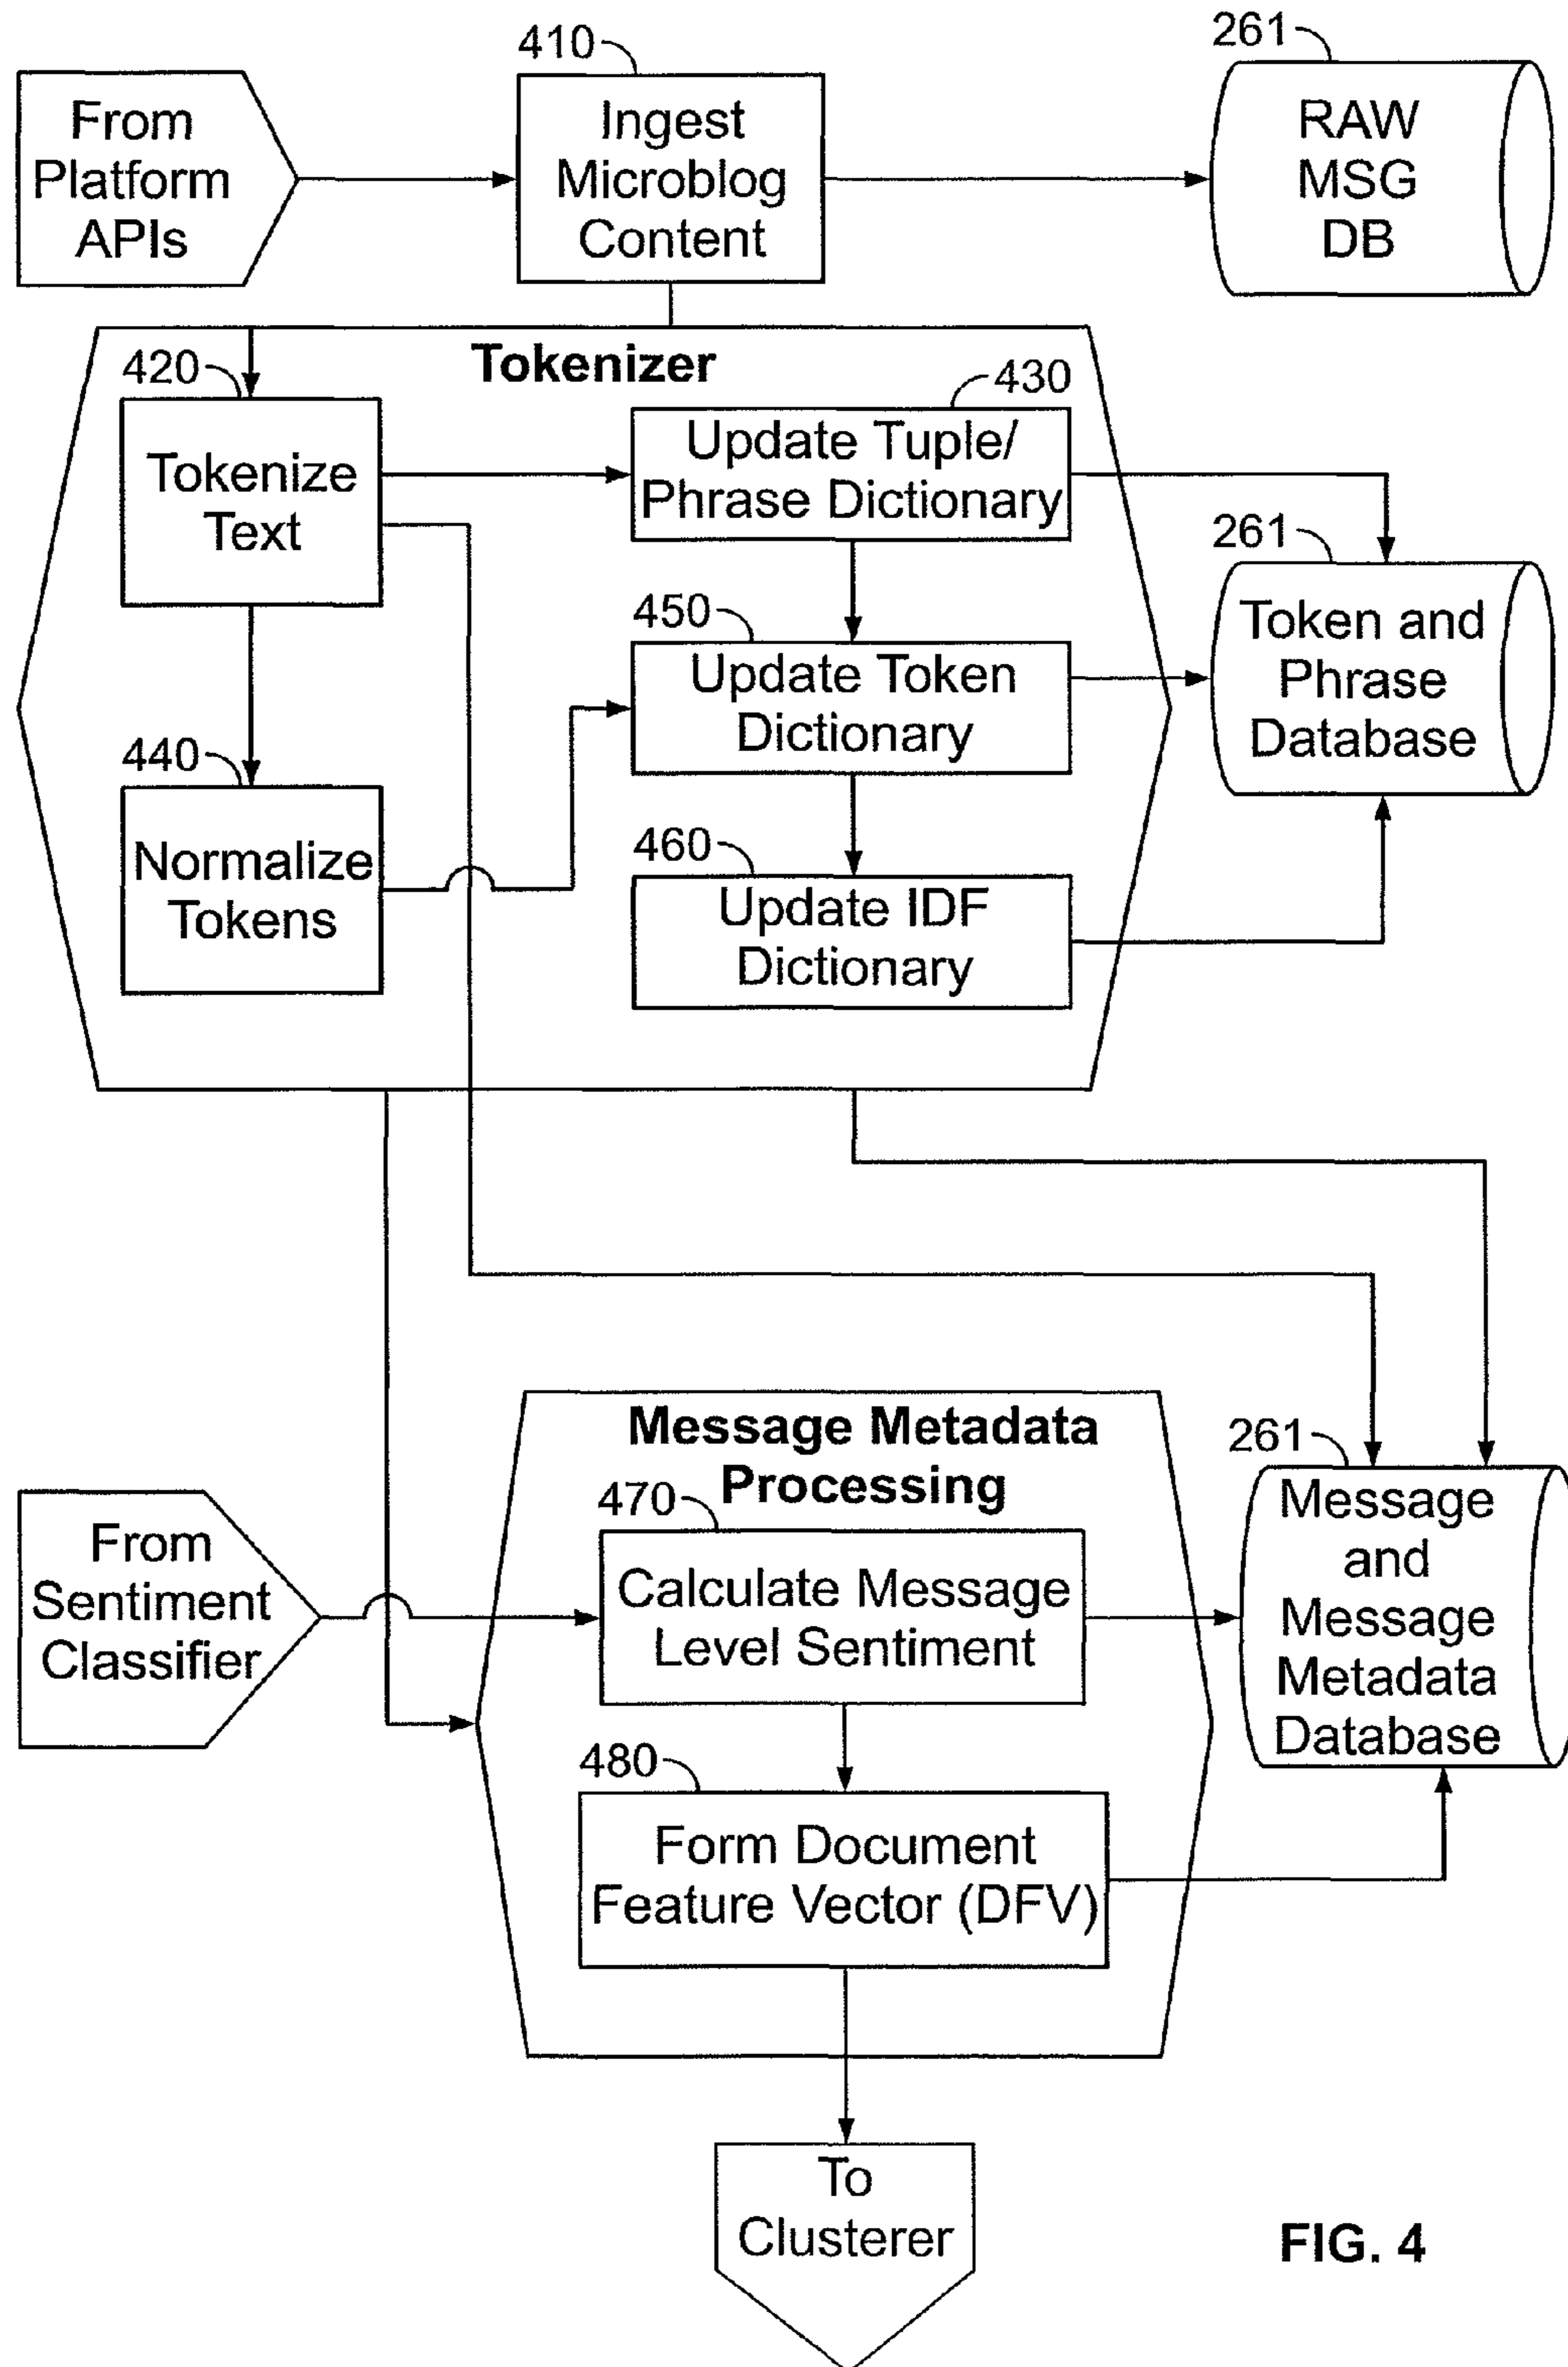 410
261
From
Platform
APIs
Ingest
Microblog
Content
RAW
MSG
DB
Tokenizer
420
430
Tokenize
Text
Update Tuple/
Phrase Dictionary
261
Token and
Phrase
Database
450
Update Token
Dictionary
440
Normalize
Tokens
460
Update IDF
Dictionary
Message Metadata
Processing
261
From
Sentiment
Classifier
470
Calculate Message
Level Sentiment
Message
and
Message
Metadata
Database
480
Form Document
Feature Vector (DFV)
To
Clusterer
FIG. 4